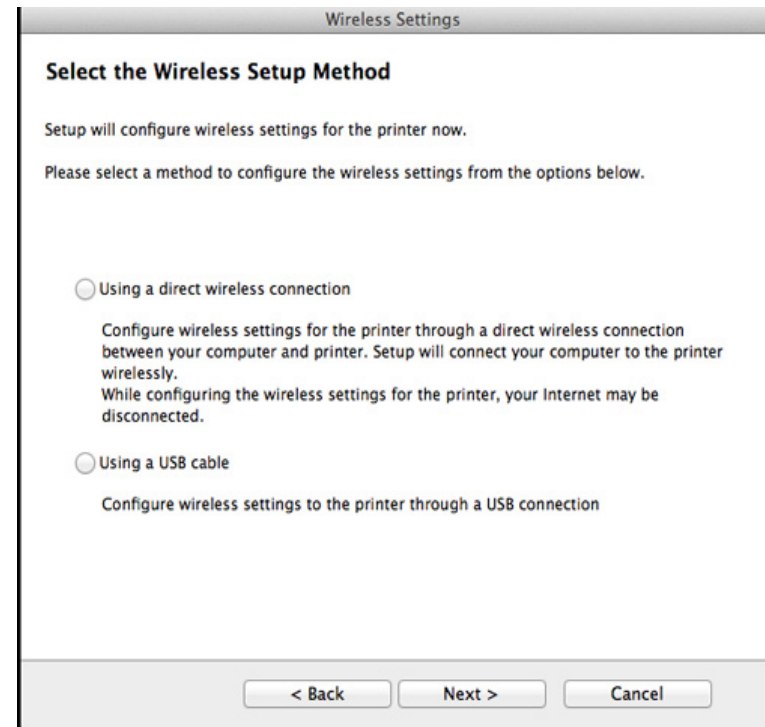 Wireless Settings
Select the Wireless Setup Method
Setup will configure wireless settings for the printer now.
Please select a method to configure the wireless settings from the options below.
Using a direct wireless connection
Configure wireless settings for the printer through a direct wireless connection
between your computer and printer. Setup will connect your computer to the printer
wirelessly.
While configuring the wireless settings for the printer, your Internet may be
disconnected.
Using a USB cable
Configure wireless settings to the printer through a USB connection
< Back Next > Cancel